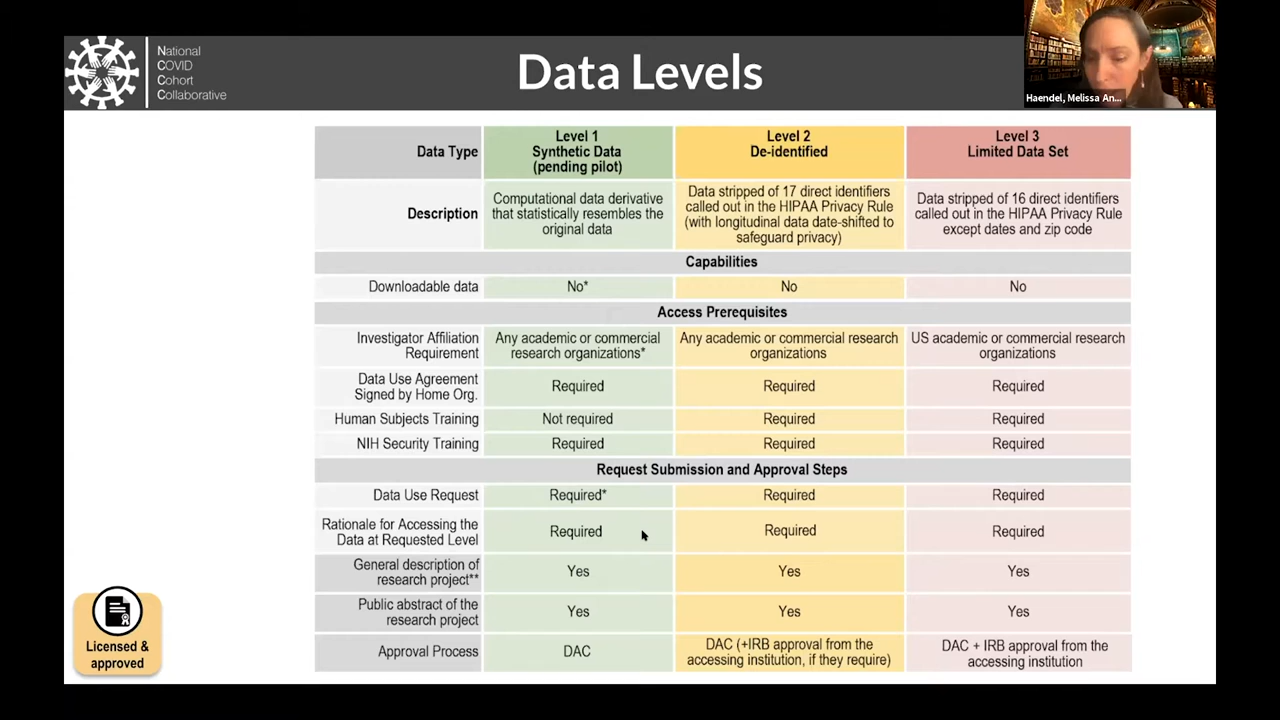 National
COVID
Cohort
Collaborative
Data Levels
Haendel, Melissa An...
Data Type
Level 1
Synthetic Data
(pending pilot)
Level 2
De-identified
Level 3
Limited Data Set
Description
Computational data derivative
that statistically resembles the
original data
Data stripped of 17 direct identifiers
called out in the HIPAA Privacy Rule
(with longitudinal data date-shifted to
safeguard privacy)
Data stripped of 16 direct identifiers
called out in the HIPAA Privacy Rule
except dates and zip code
Capabilities
Downloadable data
No*
No
No
Access Prerequisites
Investigator Affiliation
Requirement
Any academic or commercial
research organizations*
Any academic or commercial research
organizations
US academic or commercial research
organizations
Data Use Agreement
Signed by Home Org.
Required
Required
Required
Human Subjects Training
Not required
Required
Required
NIH Security Training
Required
Required
Required
Request Submission and Approval Steps
Data Use Request
Required*
Required
Required
Rationale for Accessing the
Data at Requested Level
Required
Required
Required
General description of
research project**
Yes
Yes
Yes
Public abstract of the
research project
Yes
Yes
Yes
Approval Process
DAC
DAC (+IRB approval from the
accessing institution, if they require)
DAC + IRB approval from the
accessing institution
Licensed &
approved